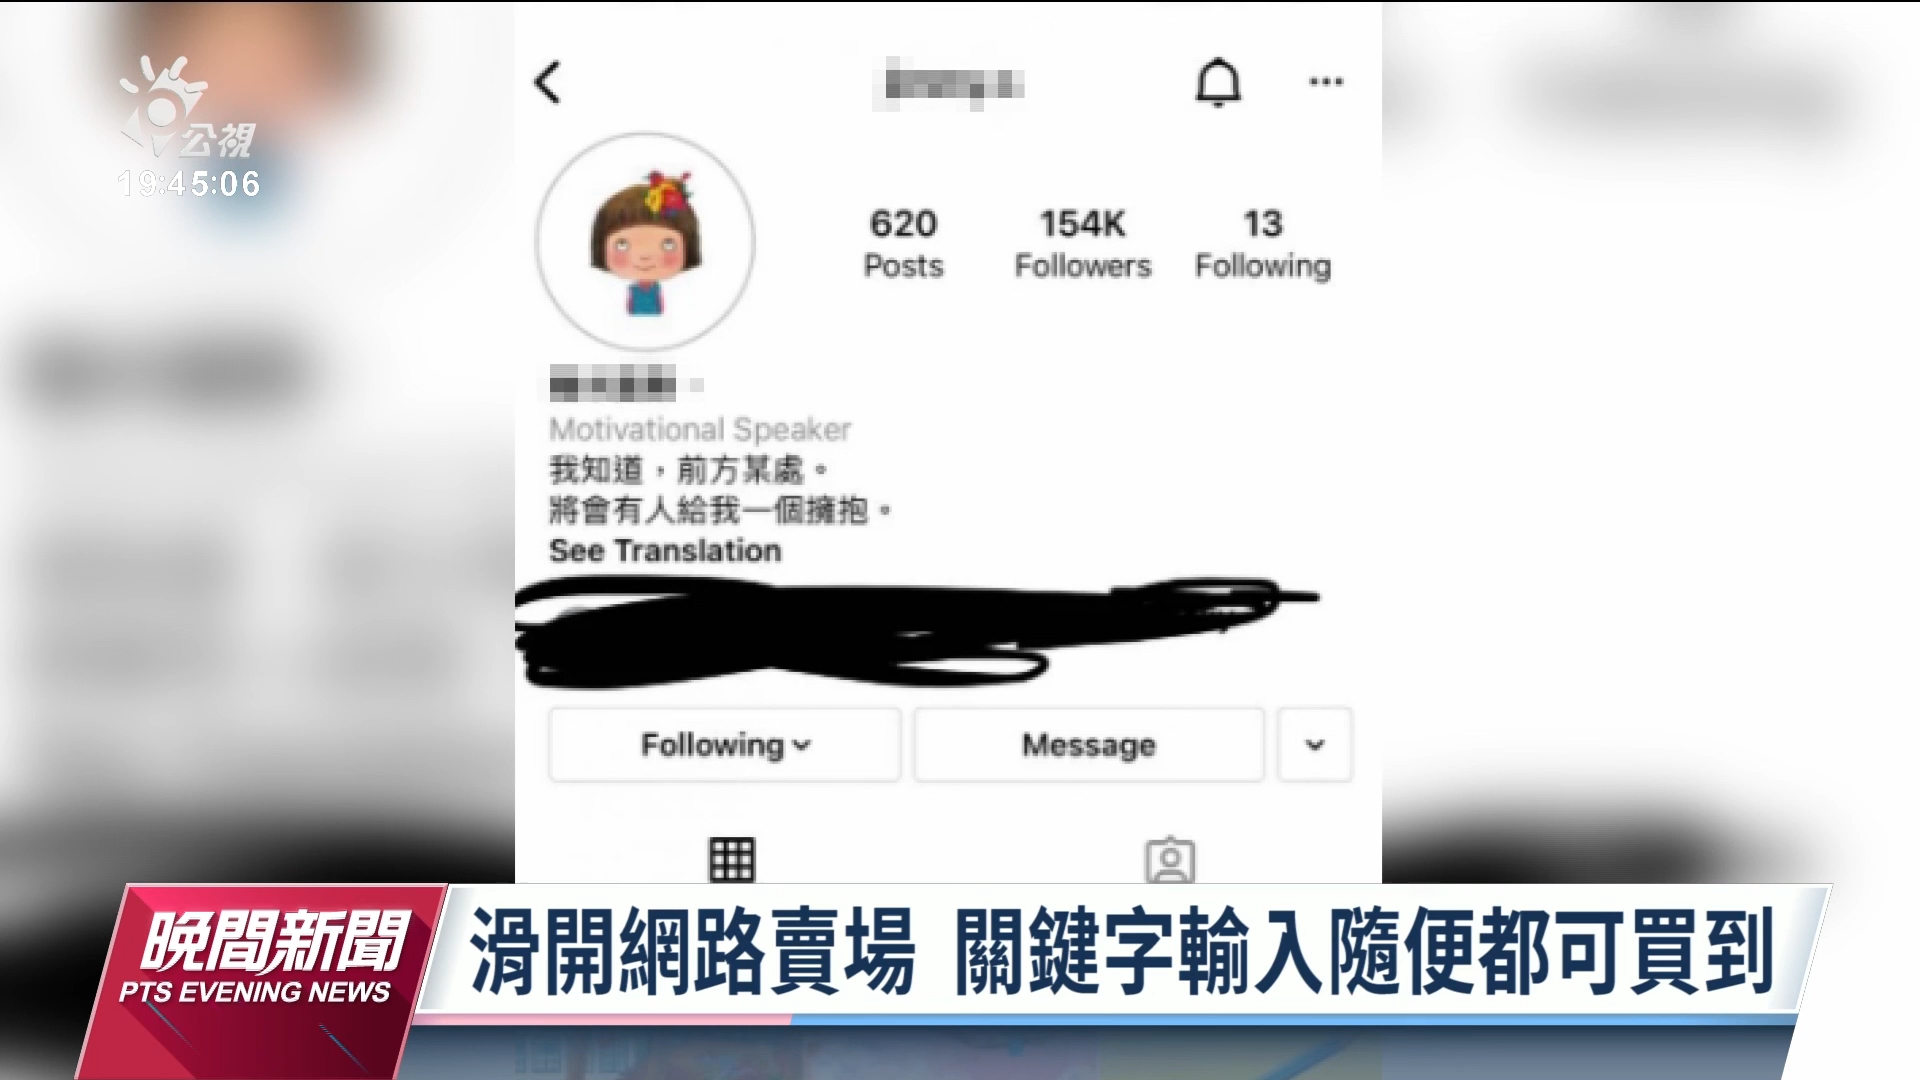 公視
19:45:06
620 154K 13
Posts Followers Following
Motivational Speaker
我知道，前方某處。
將會有人給我一個擁抱。
See Translation
Following Message
晚間新聞
PTS EVENING NEWS
滑開網路賣場 關鍵字輸入隨便都可買到